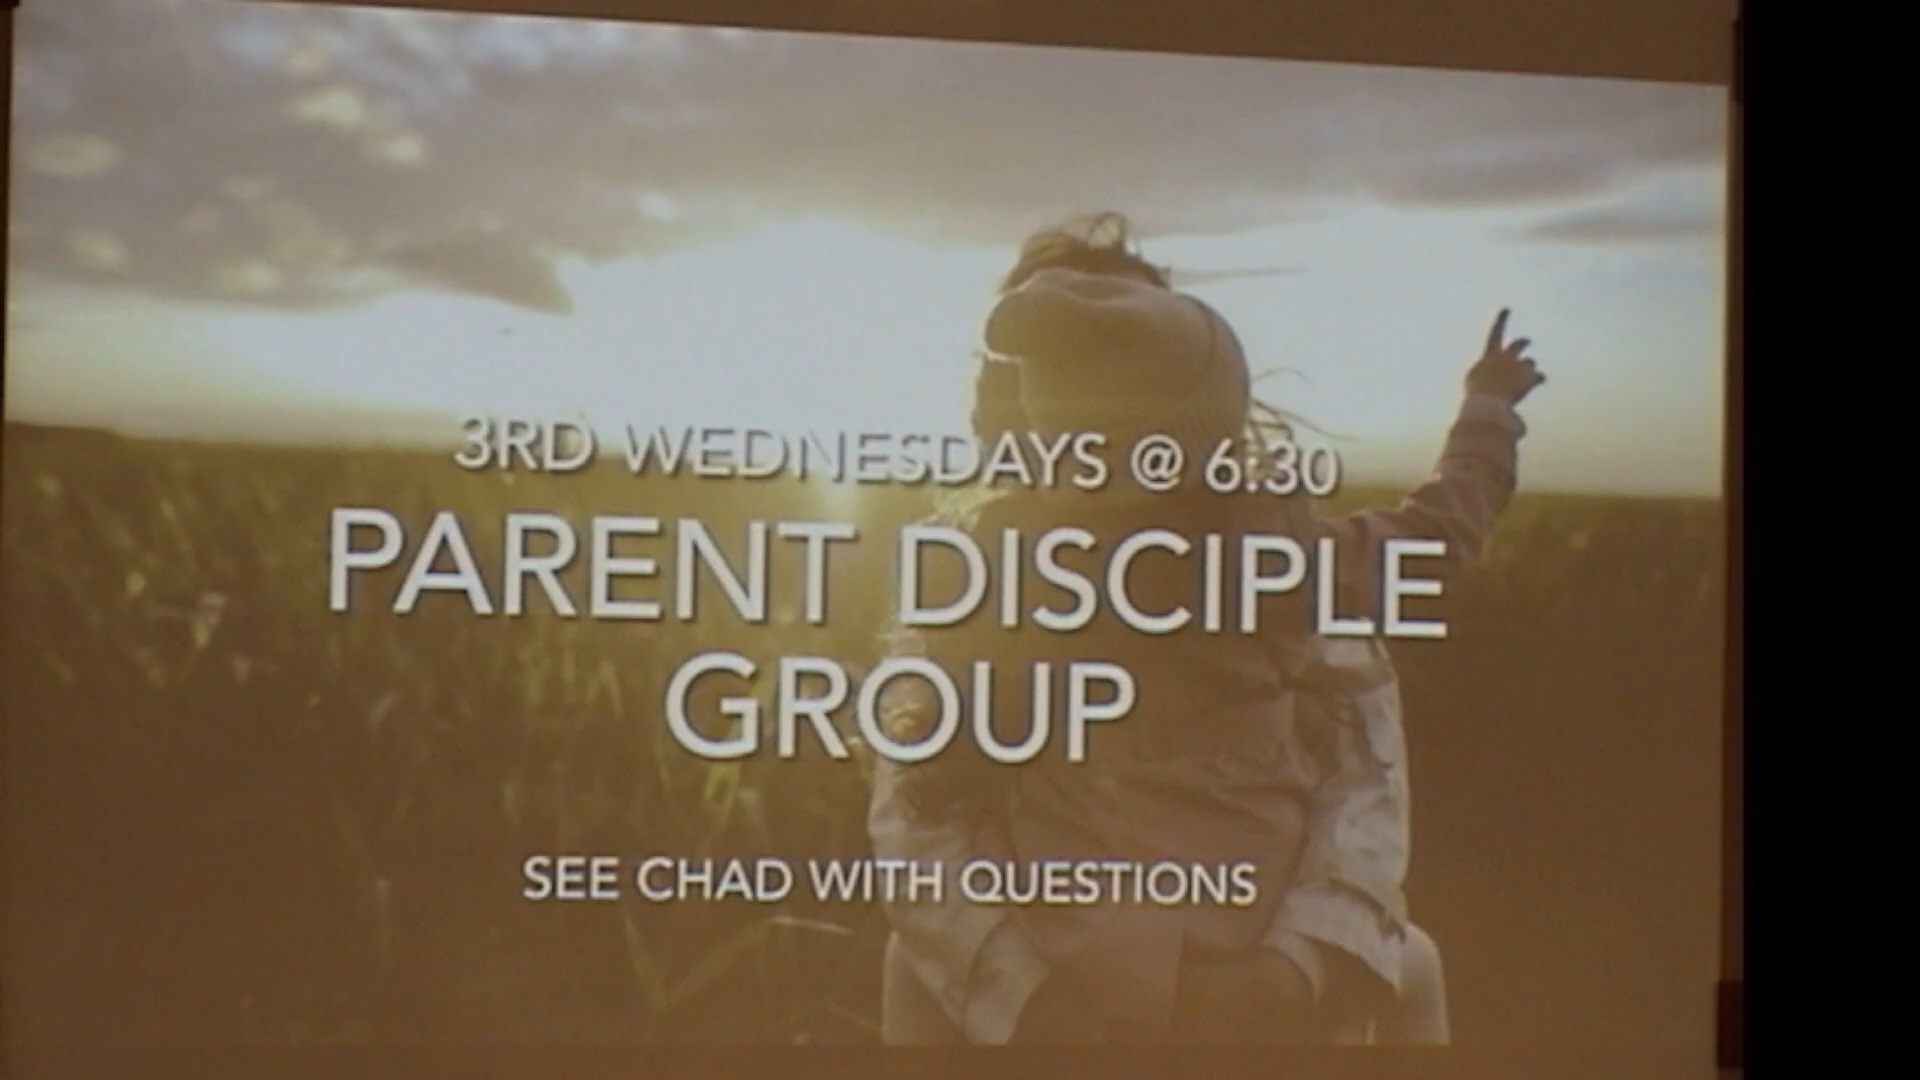 3RD WEDNESDAYS @ 6:30
PARENT DISCIPLE
GROUP
SEE CHAD WITH QUESTIONS